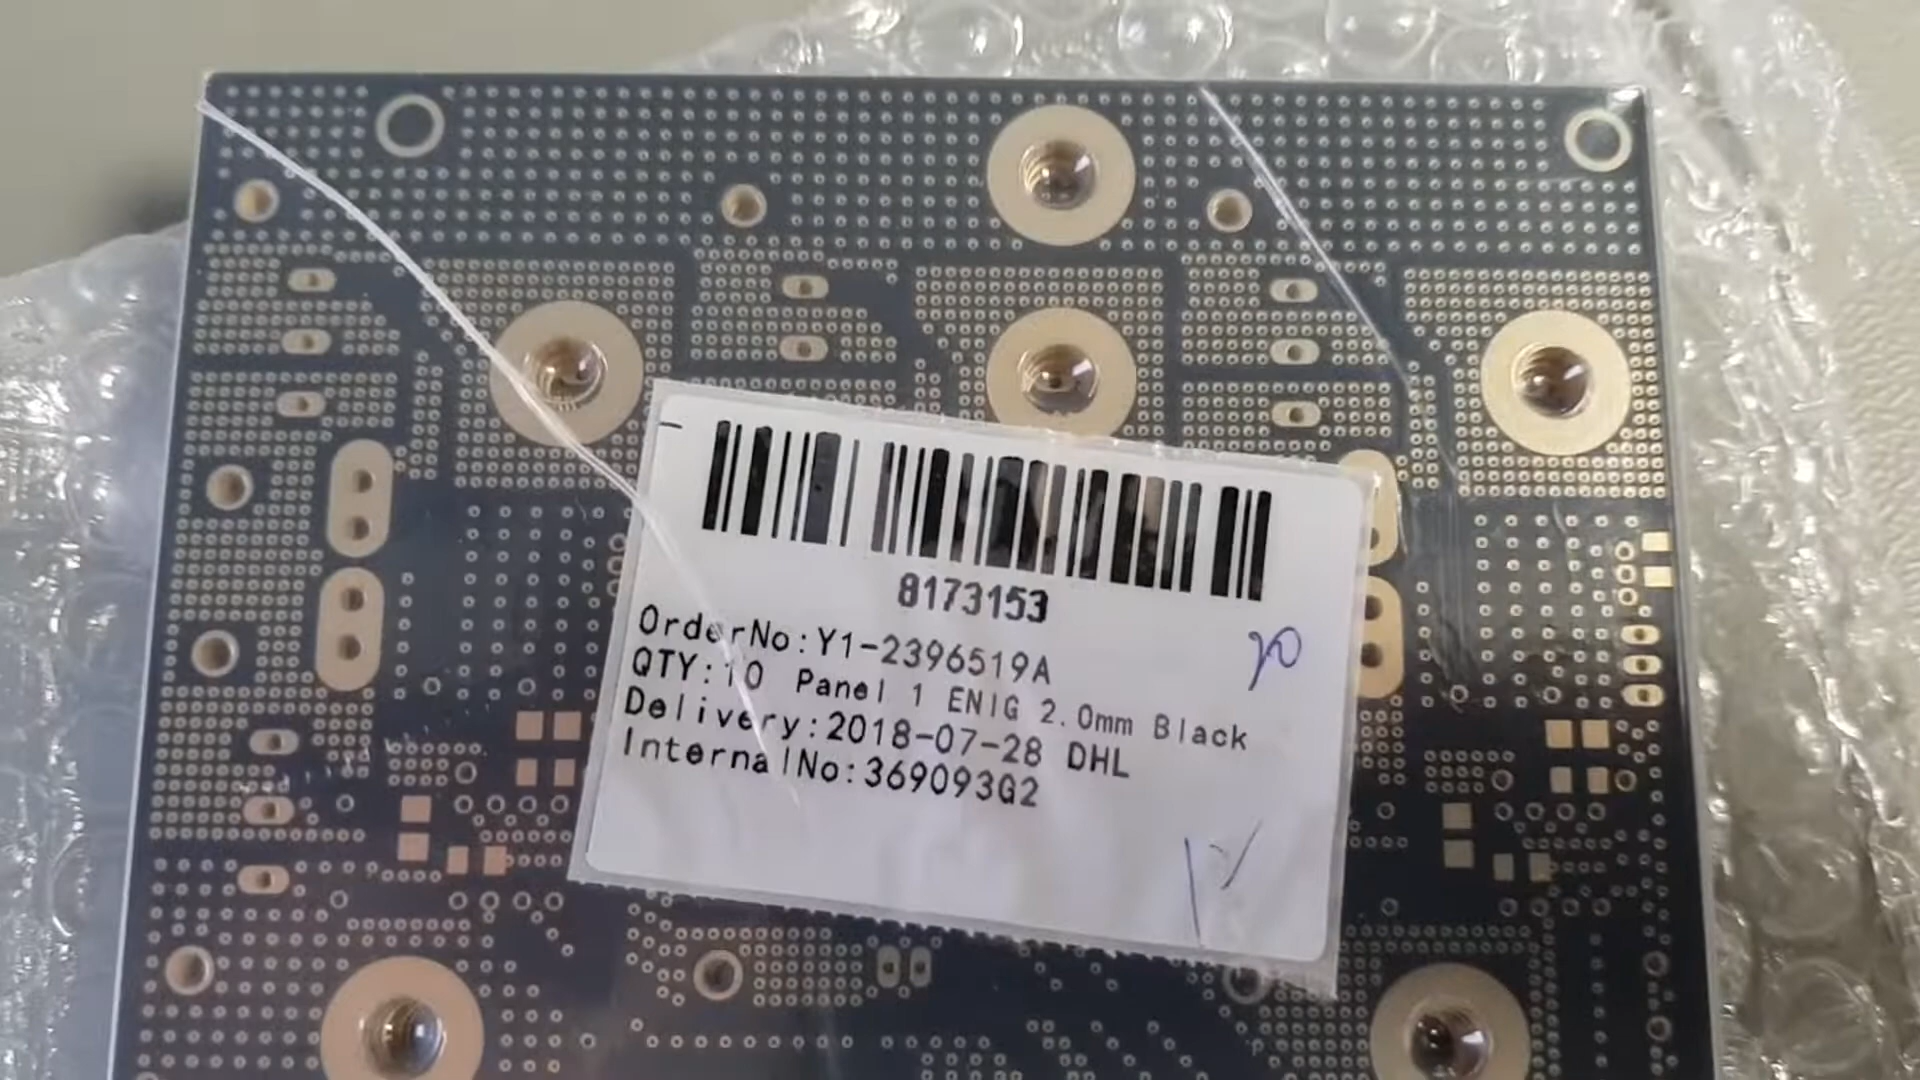 8173153
OrderNo:Y1-2396519A
QTY:10 Panel 1 ENIG 2.0mm Black
Delivery:2018-07-28 DHL
InternalNo:369093G2